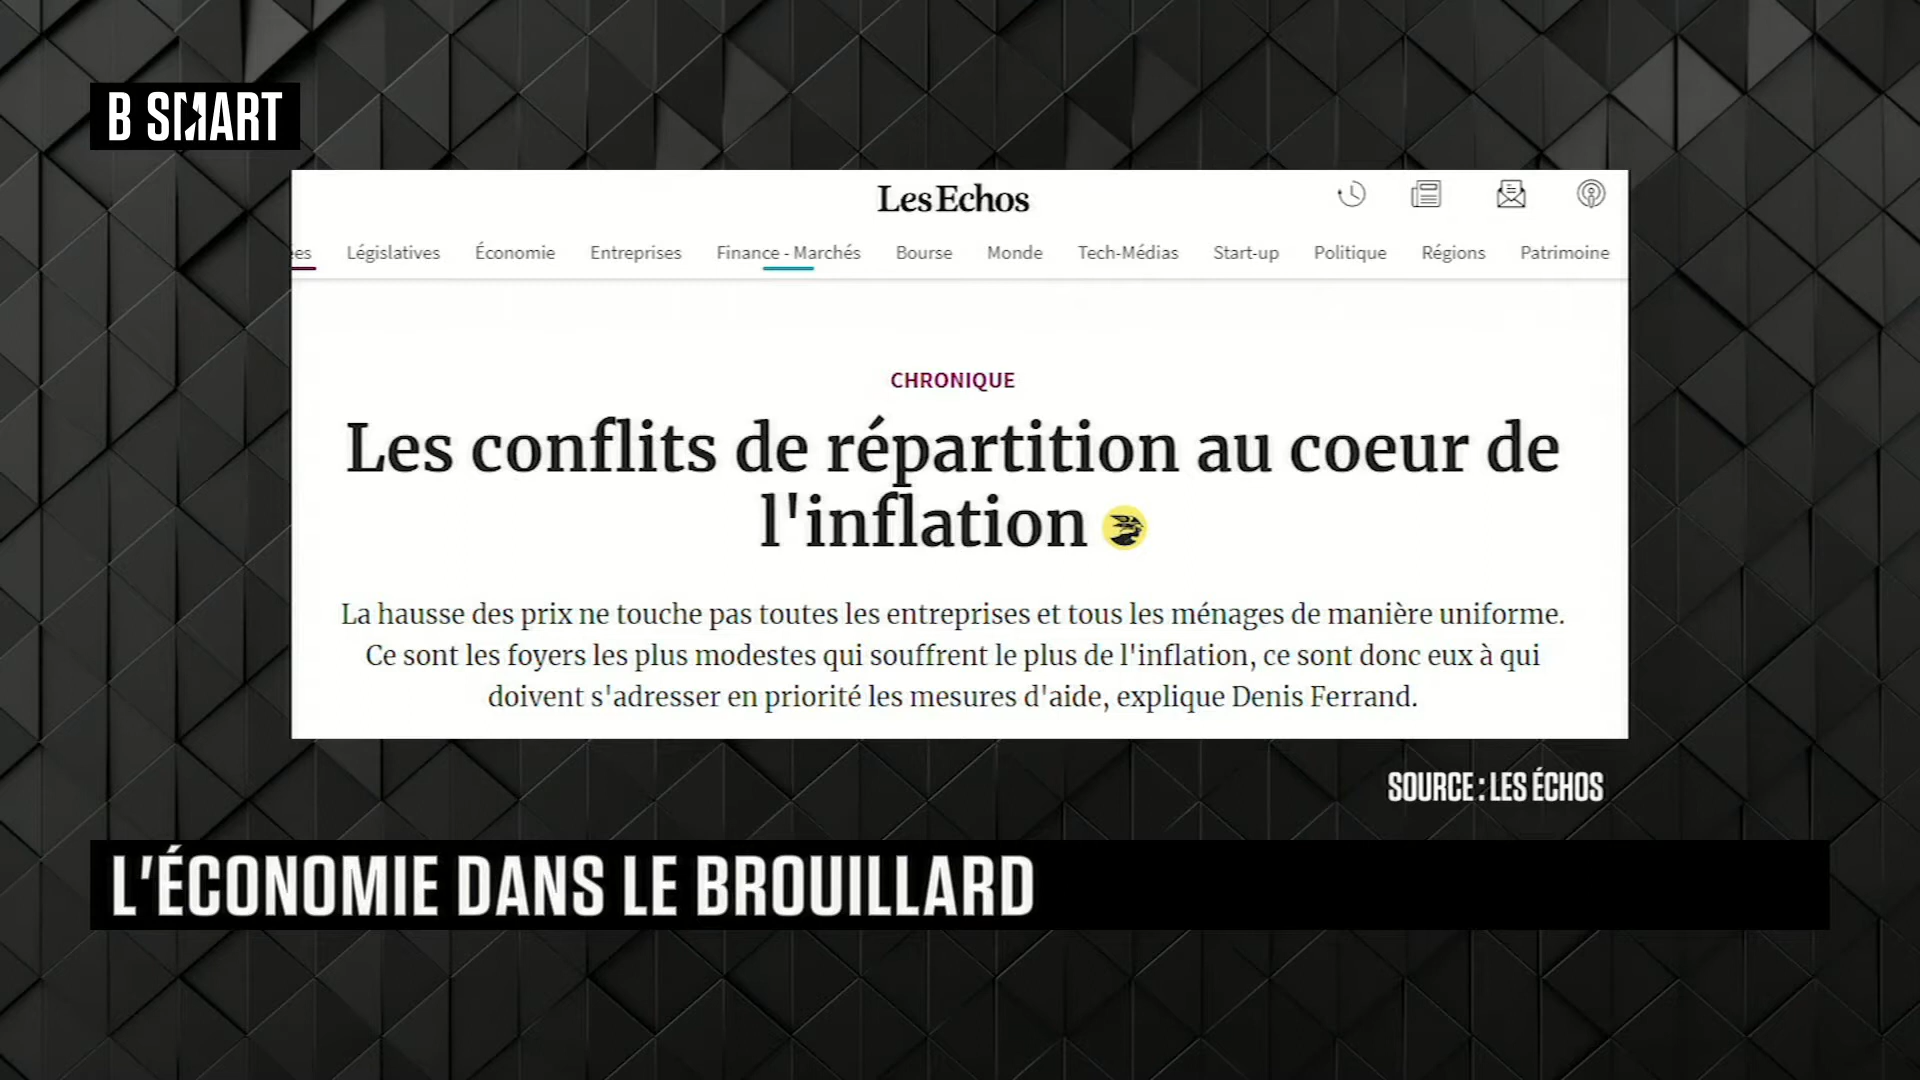 B SMART
Les Echos
es Législatives Économie Entreprises Finance - Marchés Bourse Monde Tech-Médias Start-up Politique Régions Patrimoine
CHRONIQUE
Les conflits de répartition au coeur de
l'inflation
La hausse des prix ne touche pas toutes les entreprises et tous les ménages de manière uniforme.
Ce sont les foyers les plus modestes qui souffrent le plus de l'inflation, ce sont donc eux à qui
doivent s'adresser en priorité les mesures d'aide, explique Denis Ferrand.
SOURCE : LES ÉCHOS
L'ÉCONOMIE DANS LE BROUILLARD